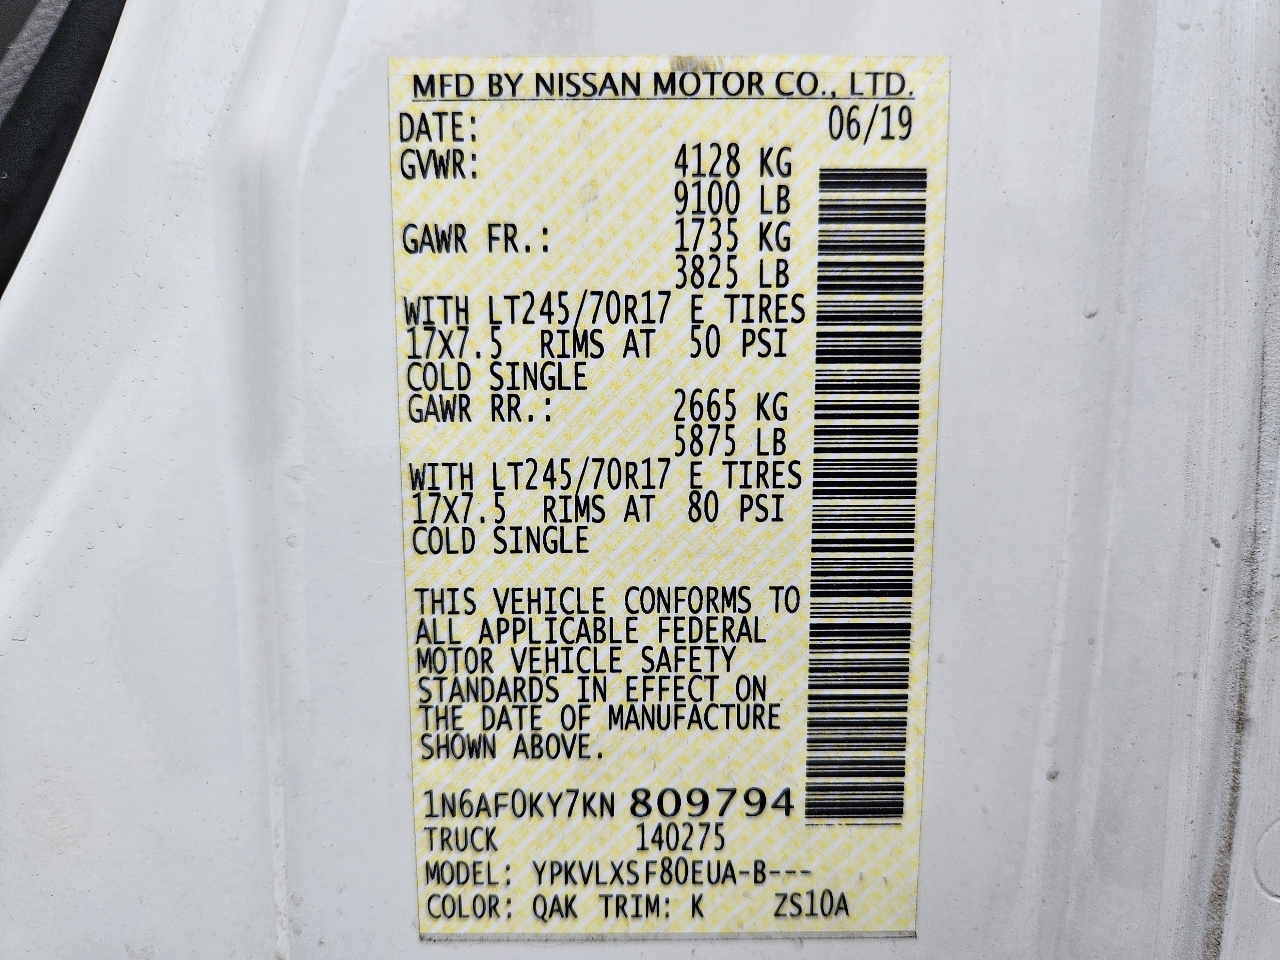 MFD BY NISSAN MOTOR CO., LTD.
DATE: 06/19
GVWR: 4128 KG
9100 LB
GAWR FR.: 1735 KG
3825 LB
WITH LT245/70R17 E TIRES
17X7.5 RIMS AT 50 PSI
COLD SINGLE
GAWR RR.: 2665 KG
5875 LB
WITH LT245/70R17 E TIRES
17X7.5 RIMS AT 80 PSI
COLD SINGLE
THIS VEHICLE CONFORMS TO
ALL APPLICABLE FEDERAL
MOTOR VEHICLE SAFETY
STANDARDS IN EFFECT ON
THE DATE OF MANUFACTURE
SHOWN ABOVE.
1N6AF0KY7KN 809794
TRUCK 140275
MODEL: YPKVLXSF80EUA-B---
COLOR: QAK TRIM: K ZS10A